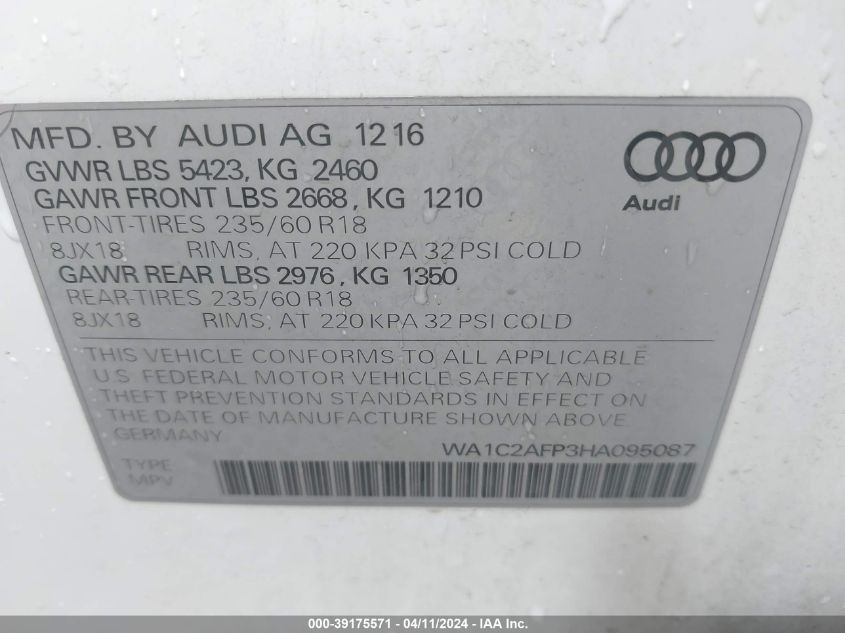 MFD. BY AUDI AG 12 16
GVWR LBS 5423, KG 2460
GAWR FRONT LBS 2668, KG 1210
FRONT-TIRES 235/60 R18
8JX18 RIMS, AT 220 KPA 32 PSI COLD
GAWR REAR LBS 2976, KG 1350
REAR-TIRES 235/60 R18
8JX18 RIMS, AT 220 KPA 32 PSI COLD
Audi
THIS VEHICLE CONFORMS TO ALL APPLICABLE
U.S. FEDERAL MOTOR VEHICLE SAFETY AND
THEFT PREVENTION STANDARDS IN EFFECT ON
THE DATE OF MANUFACTURE SHOWN ABOVE.
GERMANY
WA1C2AFP3HA095087
TYPE
MPV
000-39175571 - 04/11/2024 - IAA Inc.